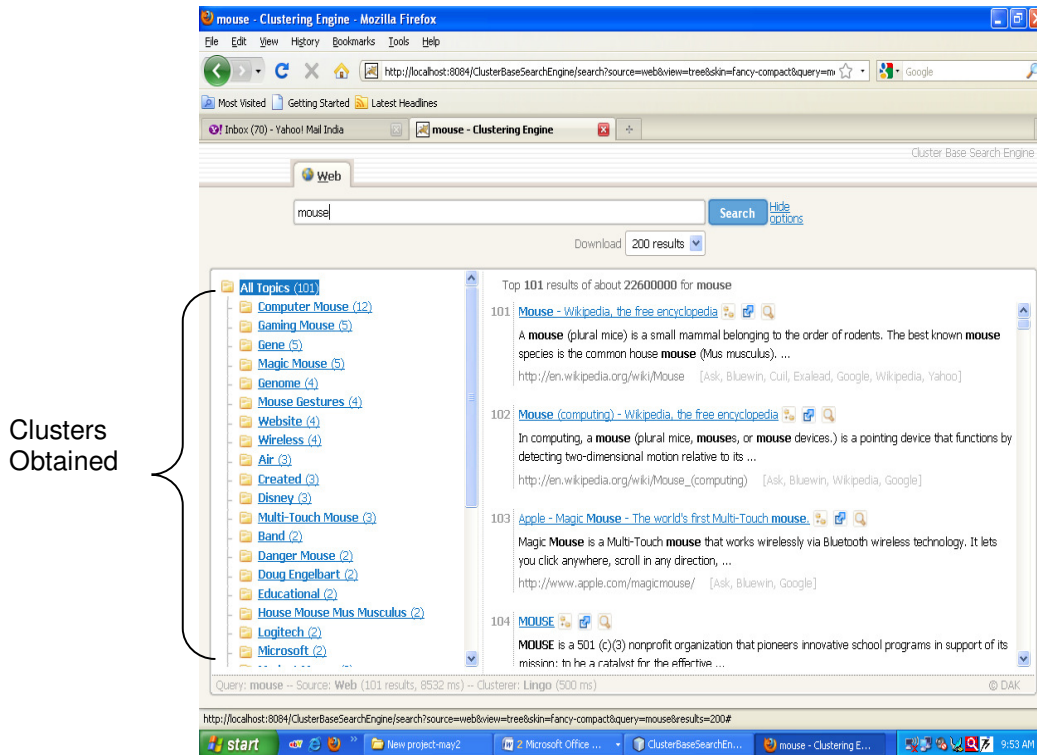 mouse - Clustering Engine - Mozilla Firefox
File Edit View History Bookmarks Tools Help
http://localhost:8084/ClusterBaseSearchEngine/search?source=web&view=tree&skin=fancy-compact&query=m
Google
Most Visited Getting Started Latest Headlines
Inbox (70) - Yahoo! Mail India
mouse - Clustering Engine
Cluster Base Search Engine
Web
mouse
Search
Hide
options
Download 200 results
Clusters
Obtained
All Topics (101)
Computer Mouse (12)
Gaming Mouse (5)
Gene (5)
Magic Mouse (5)
Genome (4)
Mouse Gestures (4)
Website (4)
Wireless (4)
Air (3)
Created (3)
Disney (3)
Multi-Touch Mouse (3)
Band (2)
Danger Mouse (2)
Doug Engelbart (2)
Educational (2)
House Mouse Mus Musculus (2)
Logitech (2)
Microsoft (2)
Top 101 results of about 22600000 for mouse
101 Mouse - Wikipedia, the free encyclopedia
A mouse (plural mice) is a small mammal belonging to the order of rodents. The best known mouse
species is the common house mouse (Mus musculus). ...
http://en.wikipedia.org/wiki/Mouse [Ask, Bluewin, Cuil, Exalead, Google, Wikipedia, Yahoo]
102 Mouse (computing) - Wikipedia, the free encyclopedia
In computing, a mouse (plural mice, mouses, or mouse devices.) is a pointing device that functions by
detecting two-dimensional motion relative to its ...
http://en.wikipedia.org/wiki/Mouse_(computing) [Ask, Bluewin, Wikipedia, Google]
103 Apple - Magic Mouse - The world's first Multi-Touch mouse.
Magic Mouse is a Multi-Touch mouse that works wirelessly via Bluetooth wireless technology. It lets
you click anywhere, scroll in any direction, ...
http://www.apple.com/magicmouse/ [Ask, Bluewin, Google]
104 MOUSE
MOUSE is a 501 (c)(3) nonprofit organization that pioneers innovative school programs in support of its
mission: to be a catalyst for the effective ...
Query: mouse -- Source: Web (101 results, 8532 ms) -- Clusterer: Lingo (500 ms)
© DAK
http://localhost:8084/ClusterBaseSearchEngine/search?source=web&view=tree&skin=fancy-compact&query=mouse&results=200#
start
New project-may2
2 Microsoft Office ...
ClusterBaseSearchEn...
mouse - Clustering E...
9:53 AM